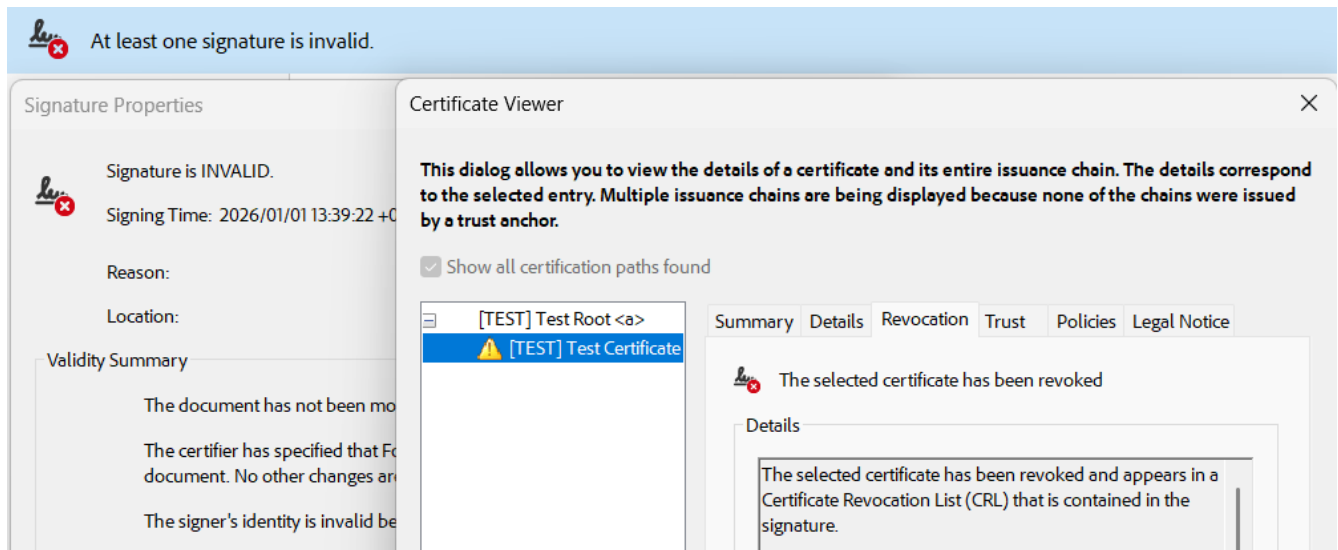 At least one signature is invalid.
Signature Properties
Signature is INVALID.
Signing Time: 2026/01/01 13:39:22 +0
Reason:
Location:
Validity Summary
The document has not been mo
The certifier has specified that Fo
document. No other changes are
The signer's identity is invalid be
Certificate Viewer
This dialog allows you to view the details of a certificate and its entire issuance chain. The details correspond
to the selected entry. Multiple issuance chains are being displayed because none of the chains were issued
by a trust anchor.
Show all certification paths found
[TEST] Test Root <a>
[TEST] Test Certificate
Summary Details Revocation Trust Policies Legal Notice
The selected certificate has been revoked
Details
The selected certificate has been revoked and appears in a
Certificate Revocation List (CRL) that is contained in the
signature.